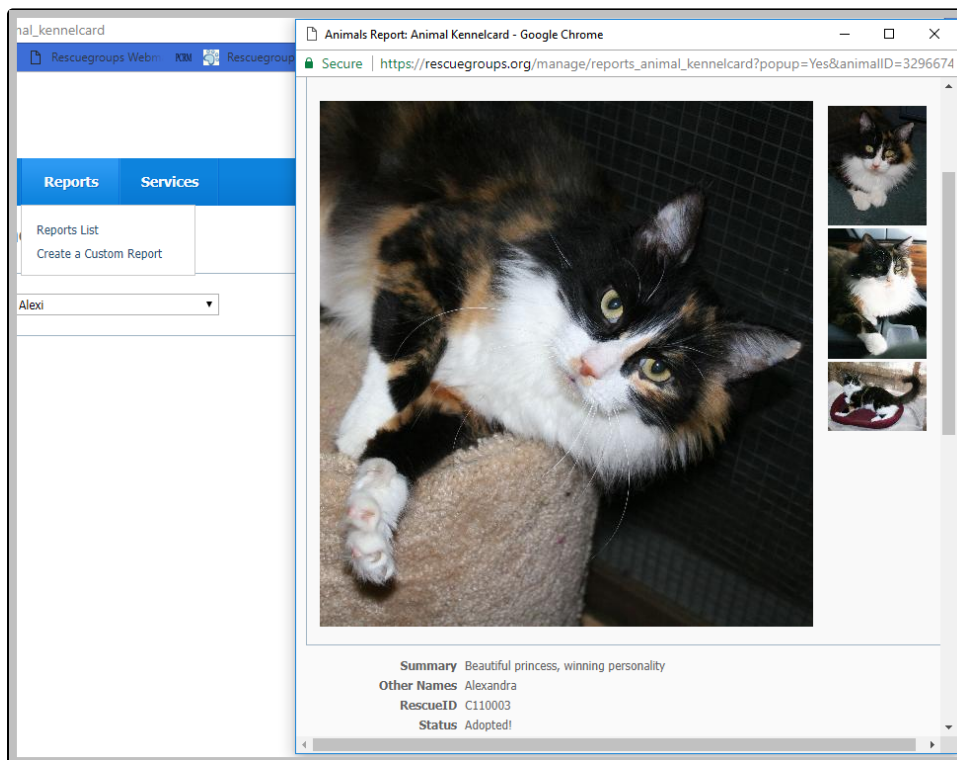 nal_kennelcard
Rescuegroups Webm
Rescuegroup
Reports Services
Reports List
Create a Custom Report
Alexi
Animals Report: Animal Kennelcard - Google Chrome
Secure https://rescuegroups.org/manage/reports_animal_kennelcard?popup=Yes&animalID=3296674
Summary Beautiful princess, winning personality
Other Names Alexandra
RescueID C110003
Status Adopted!